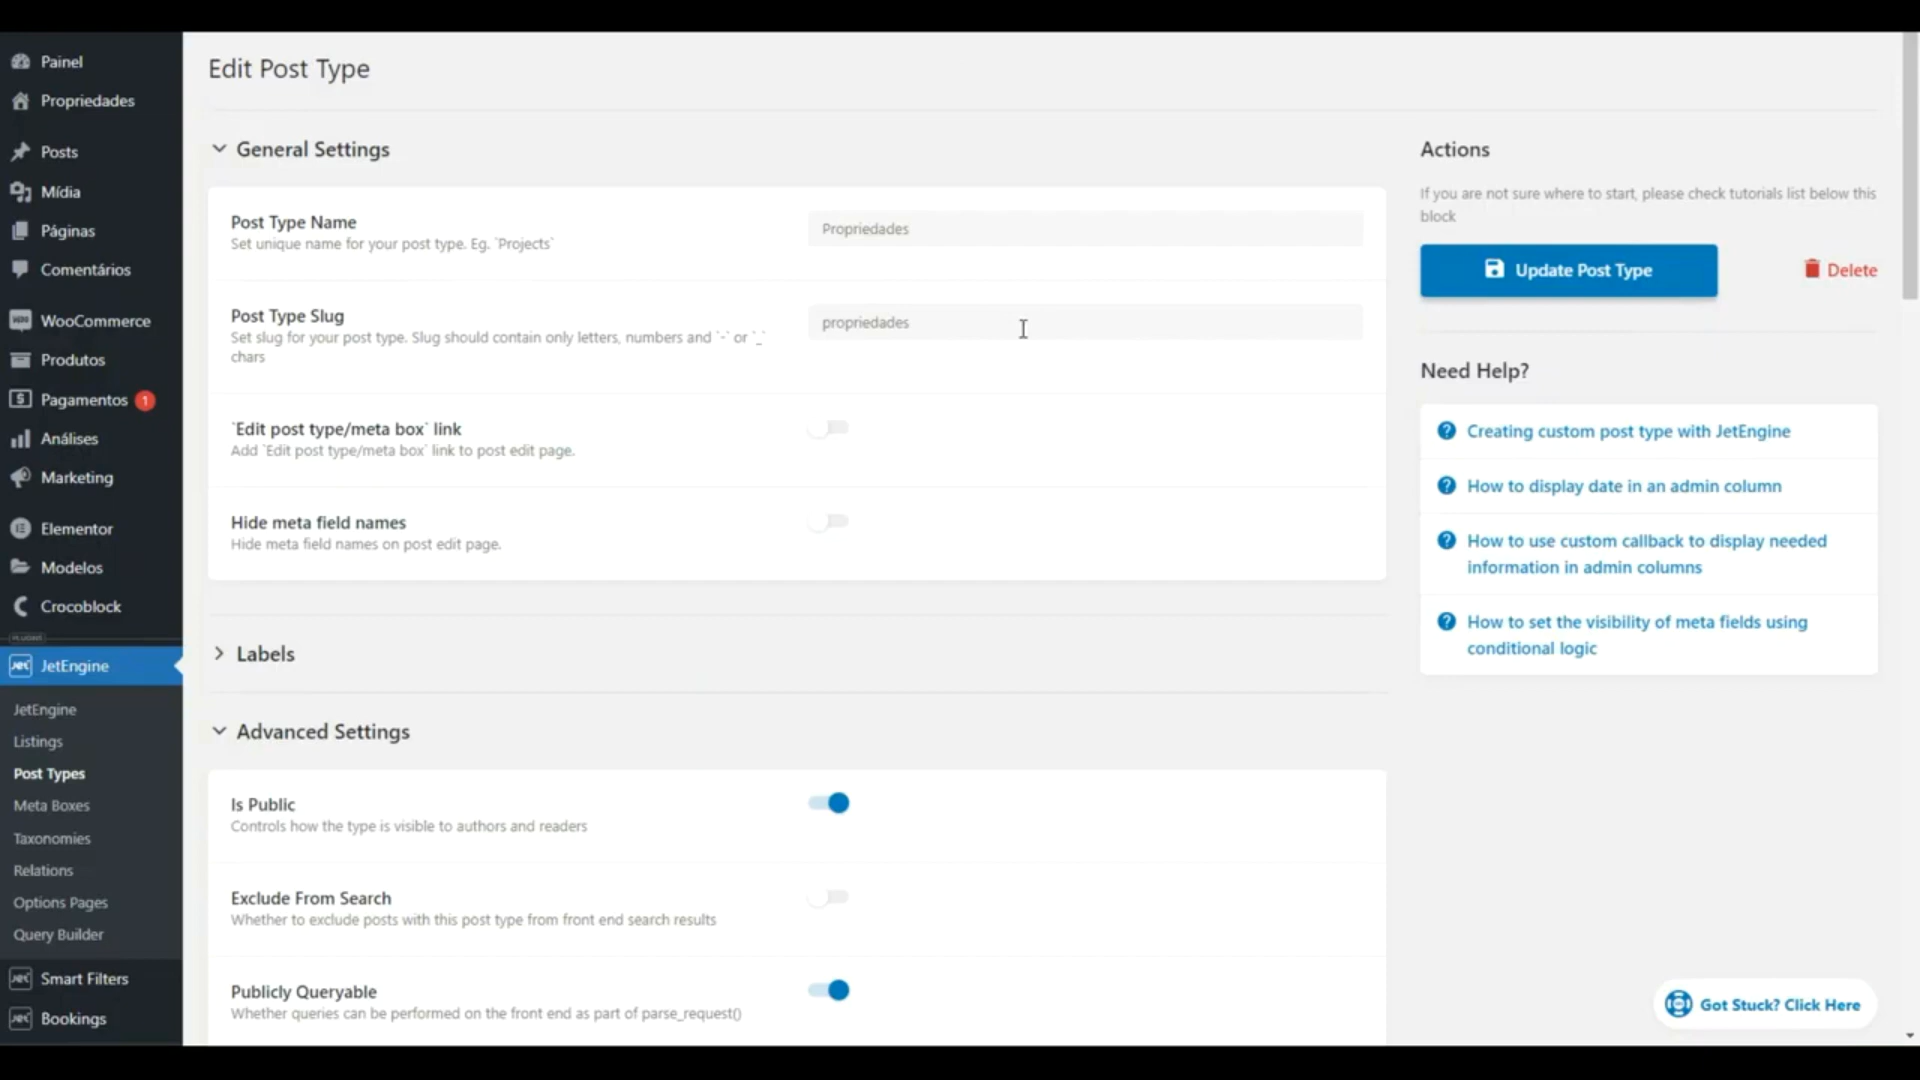 Painel
Propriedades
Posts
Mídia
Páginas
Comentários
WooCommerce
Produtos
Pagamentos 1
Análises
Marketing
Elementor
Modelos
Crocoblock
PLUGINS
JetEngine
JetEngine
Listings
Post Types
Meta Boxes
Taxonomies
Relations
Options Pages
Query Builder
Smart Filters
Bookings
Edit Post Type
General Settings
Post Type Name
Set unique name for your post type. Eg. `Projects`
Propriedades
Post Type Slug
Set slug for your post type. Slug should contain only letters, numbers and `-` or `_`
chars
propriedades
`Edit post type/meta box` link
Add `Edit post type/meta box` link to post edit page.
Hide meta field names
Hide meta field names on post edit page.
Labels
Advanced Settings
Is Public
Controls how the type is visible to authors and readers
Exclude From Search
Whether to exclude posts with this post type from front end search results
Publicly Queryable
Whether queries can be performed on the front end as part of parse_request()
Actions
If you are not sure where to start, please check tutorials list below this
block
Update Post Type
Delete
Need Help?
Creating custom post type with JetEngine
How to display date in an admin column
How to use custom callback to display needed
information in admin columns
How to set the visibility of meta fields using
conditional logic
Got Stuck? Click Here